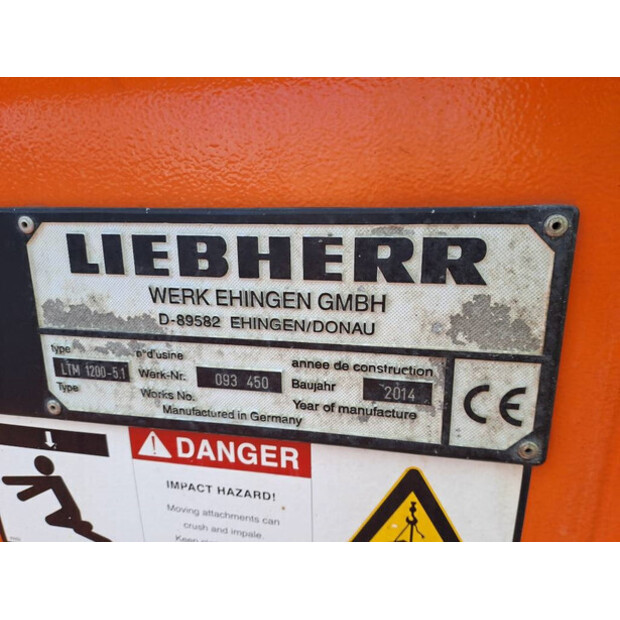 LIEBHERR
WERK EHINGEN GMBH
D-89582 EHINGEN/DONAU
type
LTM 1200-5.1
Type
n° d'usine
Werk-Nr. 093 450
Works No.
annee de construction
Baujahr 2014
Year of manufacture
Manufactured in Germany
CE
DANGER
IMPACT HAZARD!
Moving attachments can
crush and impale.